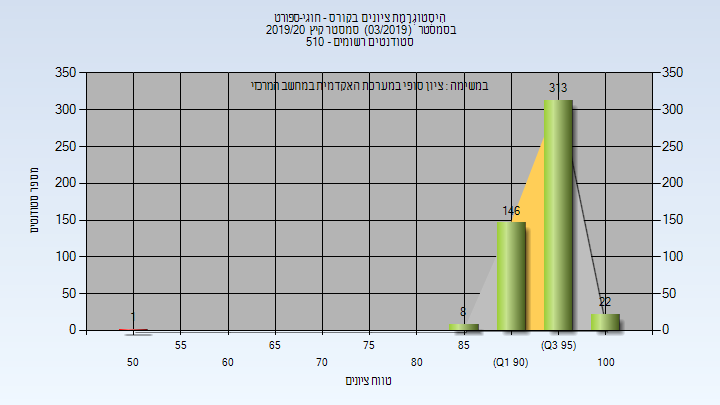 היסטוגרמת ציונים בקורס - חוגי-ספורט
בסמסטר (03/2019) סמסטר קיץ 2019/20
סטודנטים רשומים - 510
במשימה : ציון סופי במערכת האקדמית במחשב המרכזי
מספר סטודנטים
350 350
300 300
250 250
200 200
150 150
100 100
50 50
0 0
1 8 146 313 22
55 65 75 85 (Q3 95)
50 60 70 80 (Q1 90) 100
טווח ציונים